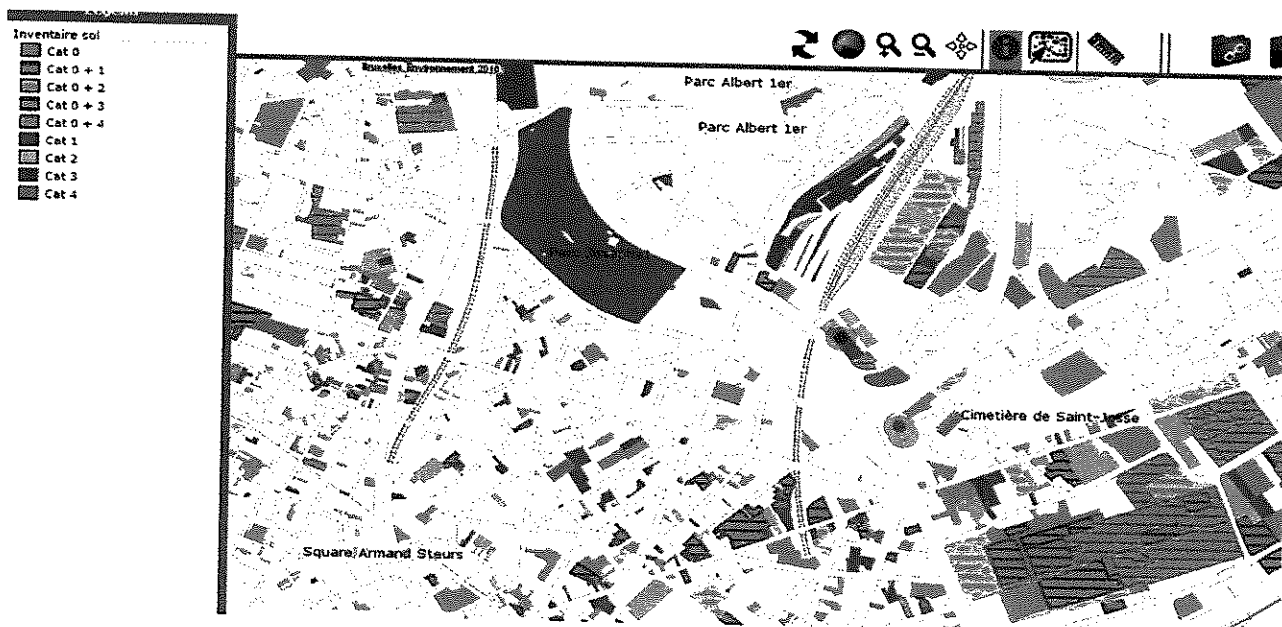 Inventaire sol
Cat 0
Cat 0 + 1
Cat 0 + 2
Cat 0 + 3
Cat 0 + 4
Cat 1
Cat 2
Cat 3
Cat 4
Bruxelles_Environnement_2010
Parc Albert 1er
Parc Albert 1er
Cimetière de Saint-Josse
Square Armand Steurs